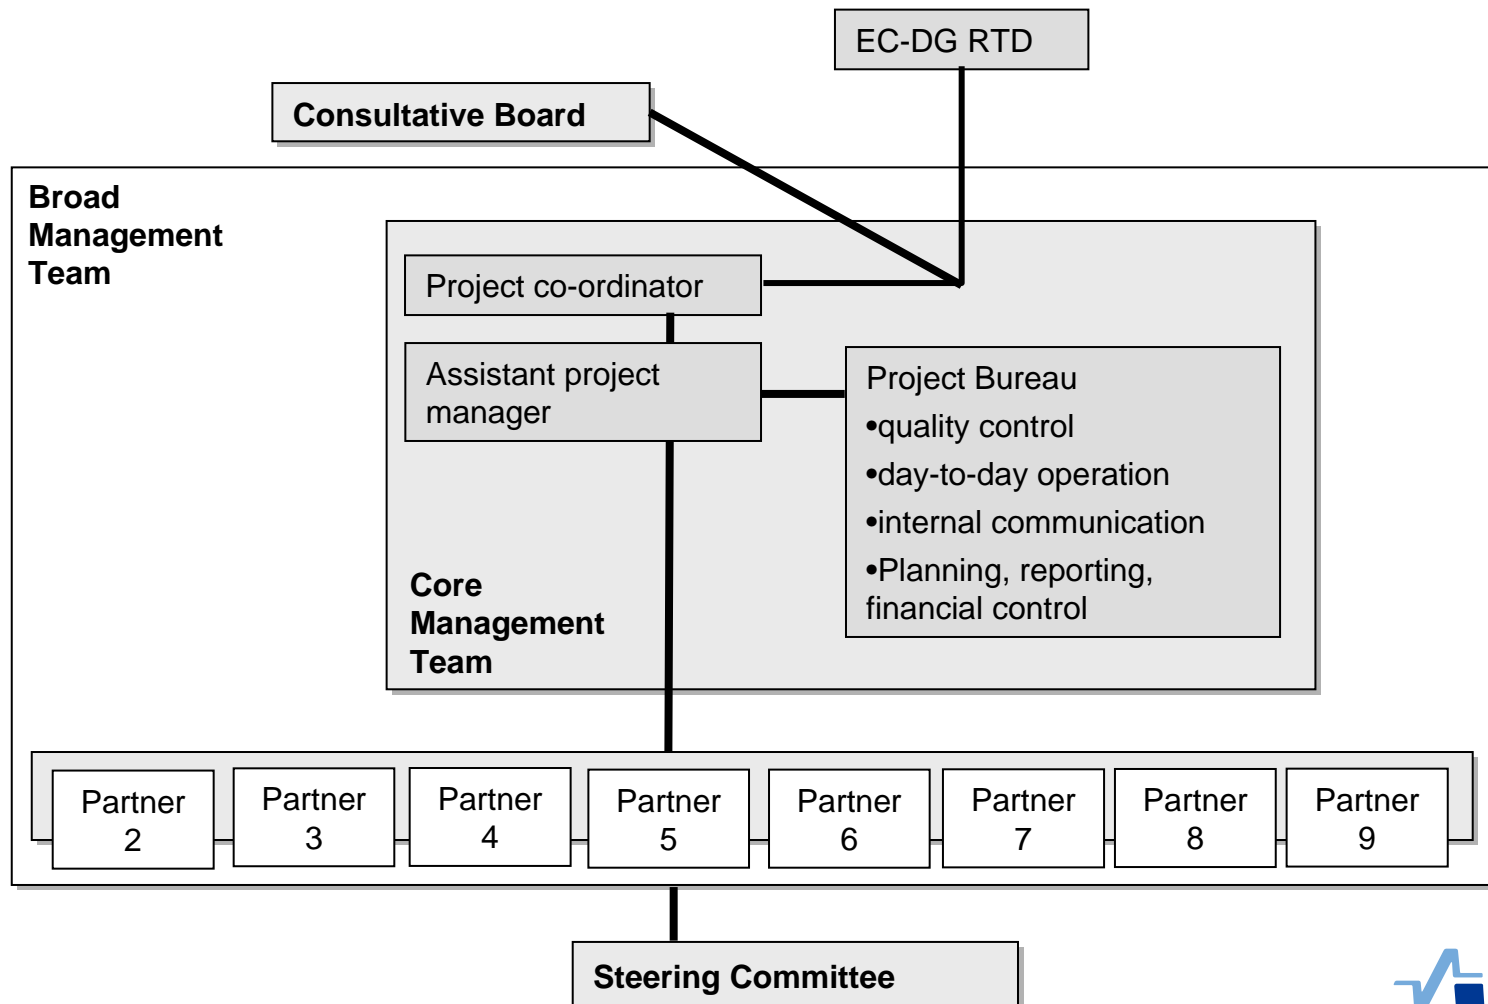 EC-DG RTD
Consultative Board
Broad
Management
Team
Project co-ordinator
Assistant project
manager
Project Bureau
•quality control
•day-to-day operation
•internal communication
•Planning, reporting,
financial control
Core
Management
Team
Partner
2
Partner
3
Partner
4
Partner
5
Partner
6
Partner
7
Partner
8
Partner
9
Steering Committee